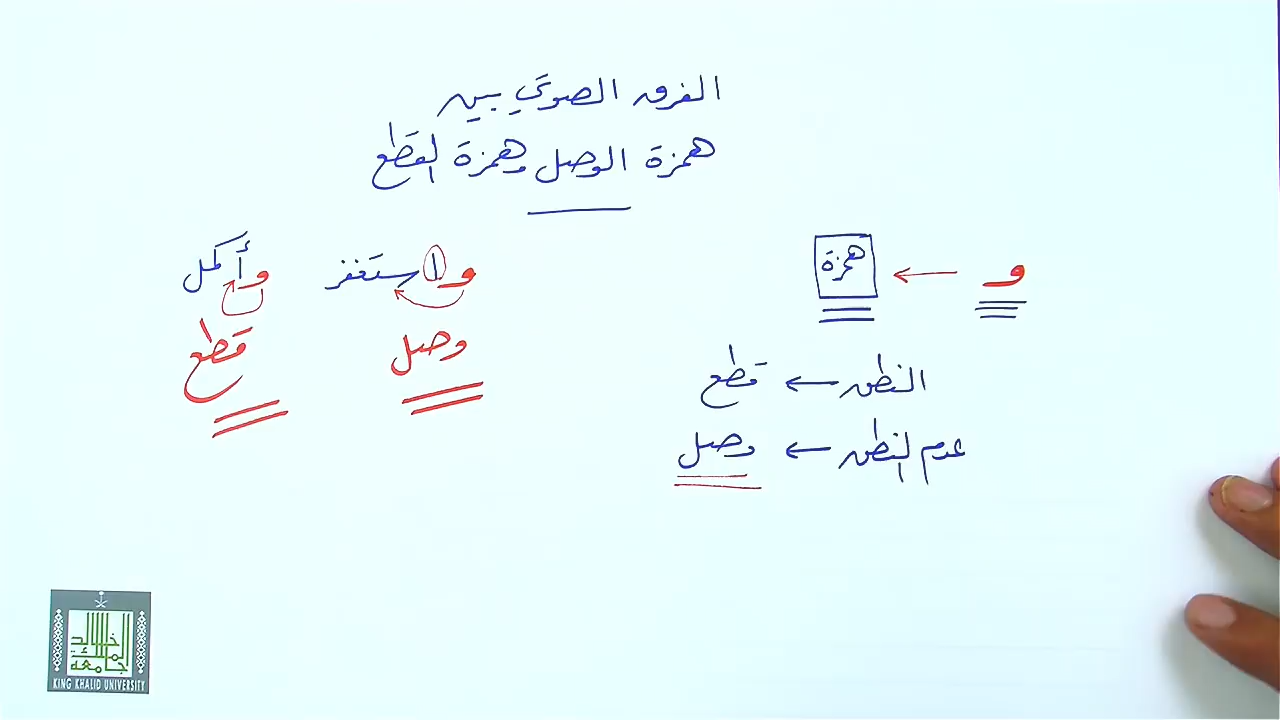 الفرق الصوتي بين
همزة الوصل وهمزة القطع
و ← همزة
النطق ← قطع
عدم النطق ← وصل
واستغفر
وصل
وأكمل
قطع
جامعة الملك خالد
KING KHALID UNIVERSITY